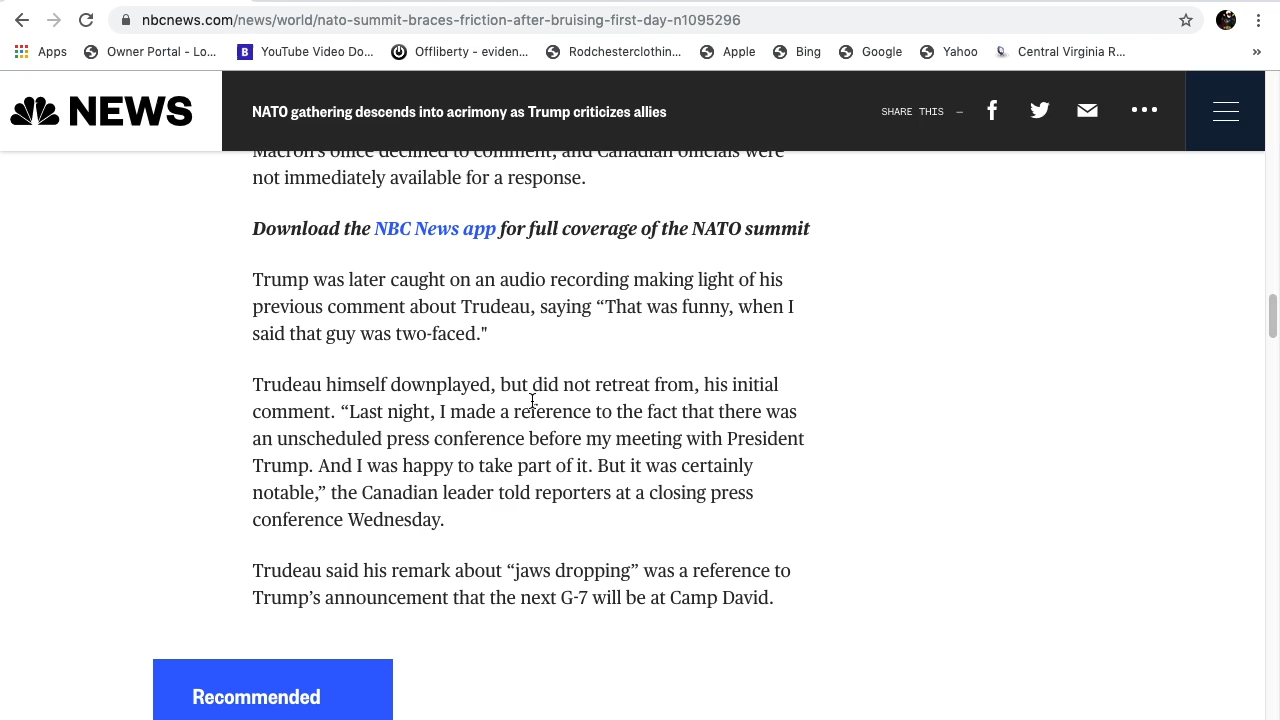 nbcnews.com/news/world/nato-summit-braces-friction-after-bruising-first-day-n1095296
Apps Owner Portal - Lo... B YouTube Video Do... Offliberty - eviden... Rodchesterclothin... Apple Bing Google Yahoo Central Virginia R... »
NEWS NATO gathering descends into acrimony as Trump criticizes allies SHARE THIS –
Macron's office declined to comment, and Canadian officials were
not immediately available for a response.
Download the NBC News app for full coverage of the NATO summit
Trump was later caught on an audio recording making light of his
previous comment about Trudeau, saying “That was funny, when I
said that guy was two-faced."
Trudeau himself downplayed, but did not retreat from, his initial
comment. “Last night, I made a reference to the fact that there was
an unscheduled press conference before my meeting with President
Trump. And I was happy to take part of it. But it was certainly
notable,” the Canadian leader told reporters at a closing press
conference Wednesday.
Trudeau said his remark about “jaws dropping” was a reference to
Trump’s announcement that the next G-7 will be at Camp David.
Recommended